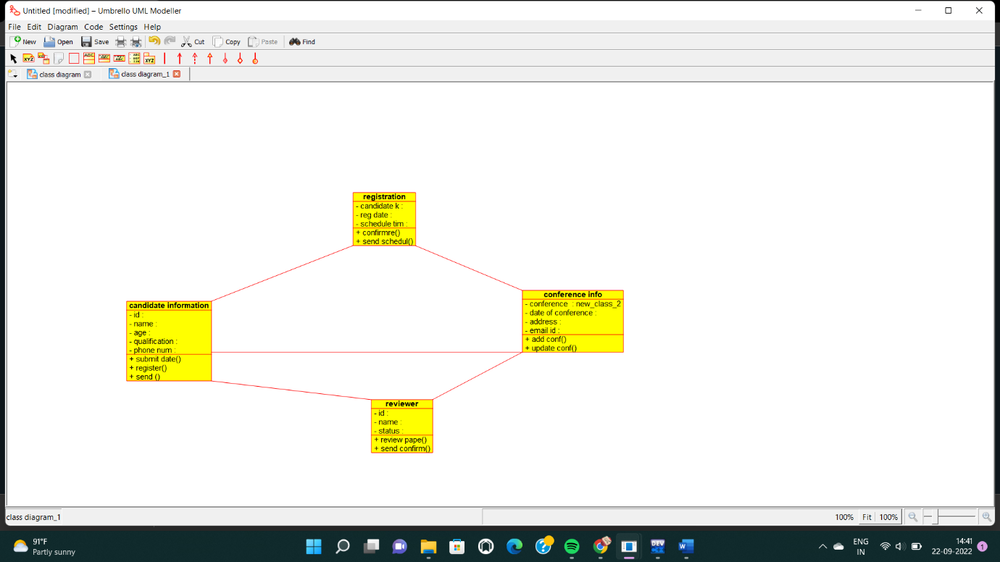 Untitled [modified] – Umbrello UML Modeller
File Edit Diagram Code Settings Help
New Open Save Cut Copy Paste Find
class diagram class diagram_1
registration
- candidate k :
- reg date :
- schedule tim :
+ confirmre()
+ send schedul()
candidate information
- id :
- name :
- age :
- qualification :
- phone num :
+ submit date()
+ register()
+ send ()
conference info
- conference : new_class_2
- date of conference :
- address :
- email id :
+ add conf()
+ update conf()
reviewer
- id :
- name :
- status :
+ review pape()
+ send confirm()
class diagram_1 100% Fit 100%
91°F
Partly sunny
ENG
IN
14:41
22-09-2022
1